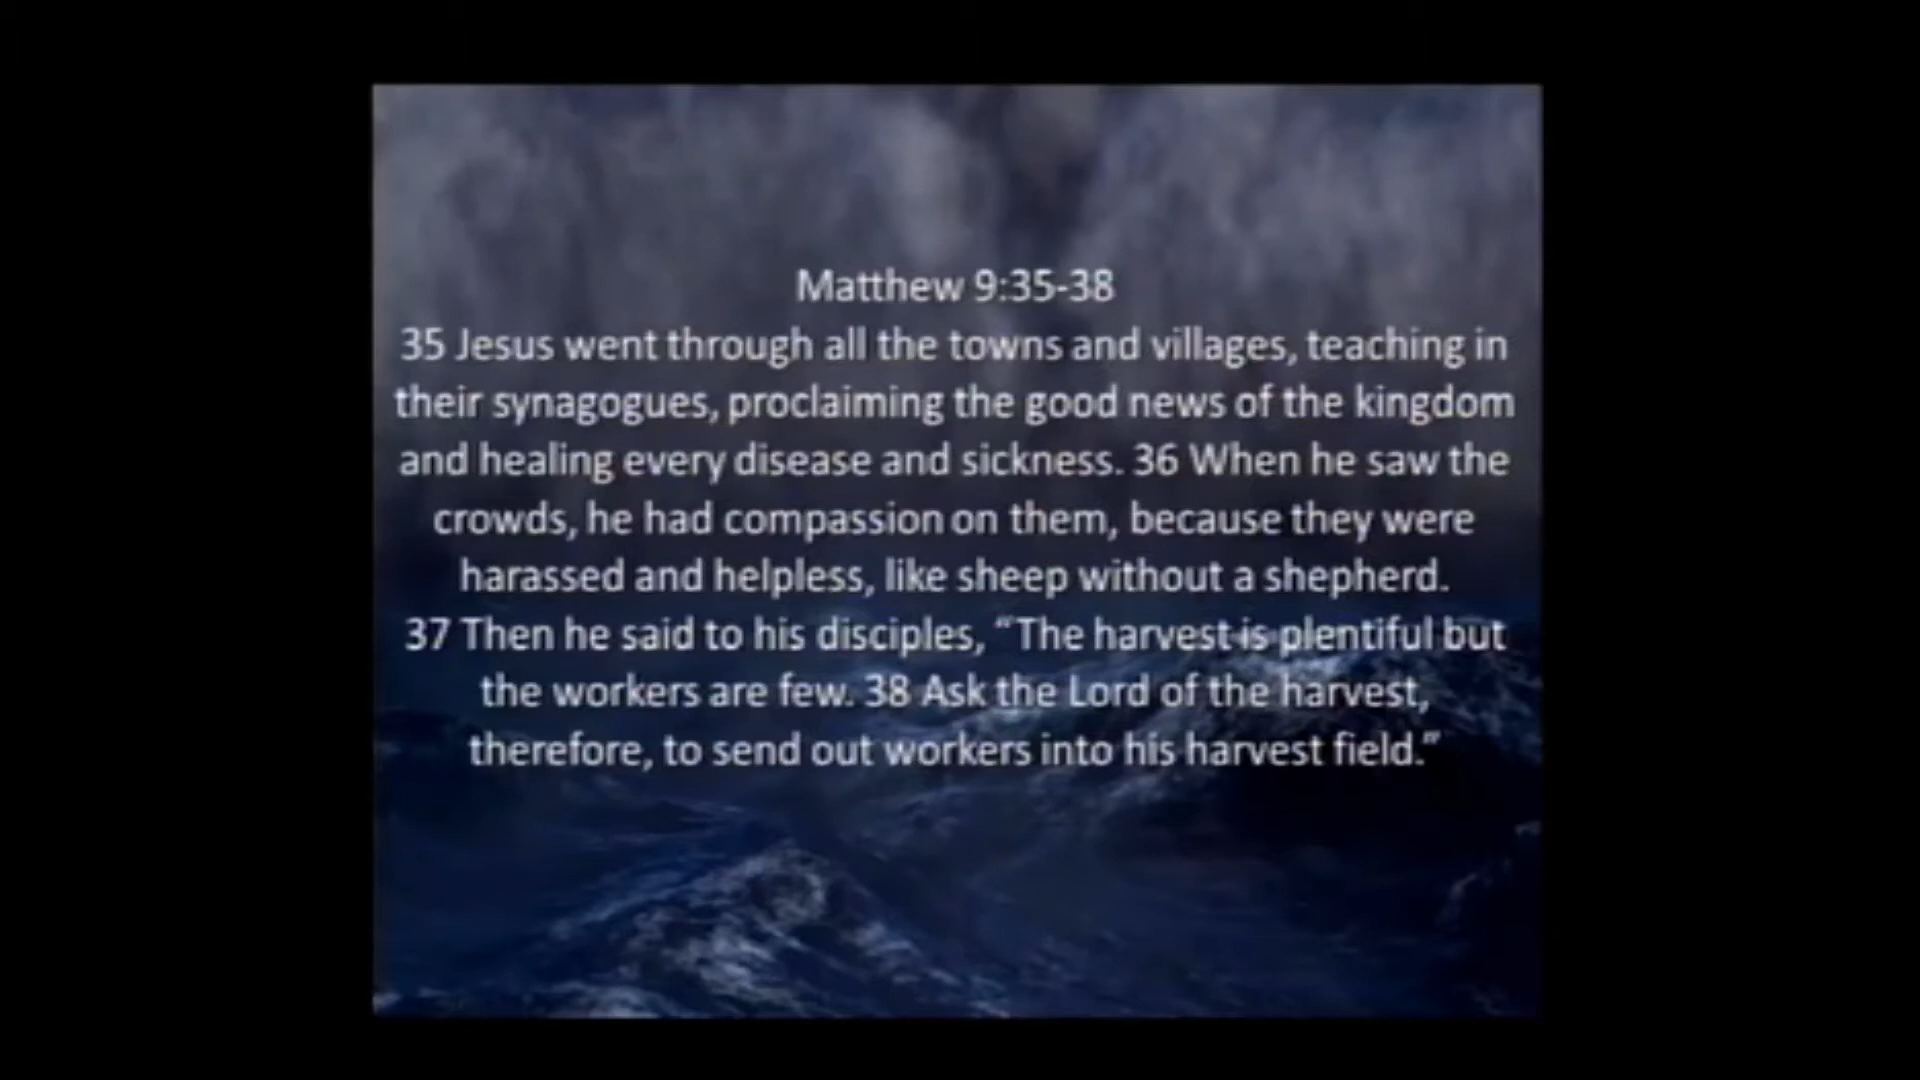 Matthew 9:35-38
35 Jesus went through all the towns and villages, teaching in
their synagogues, proclaiming the good news of the kingdom
and healing every disease and sickness. 36 When he saw the
crowds, he had compassion on them, because they were
harassed and helpless, like sheep without a shepherd.
37 Then he said to his disciples, “The harvest is plentiful but
the workers are few. 38 Ask the Lord of the harvest,
therefore, to send out workers into his harvest field.”